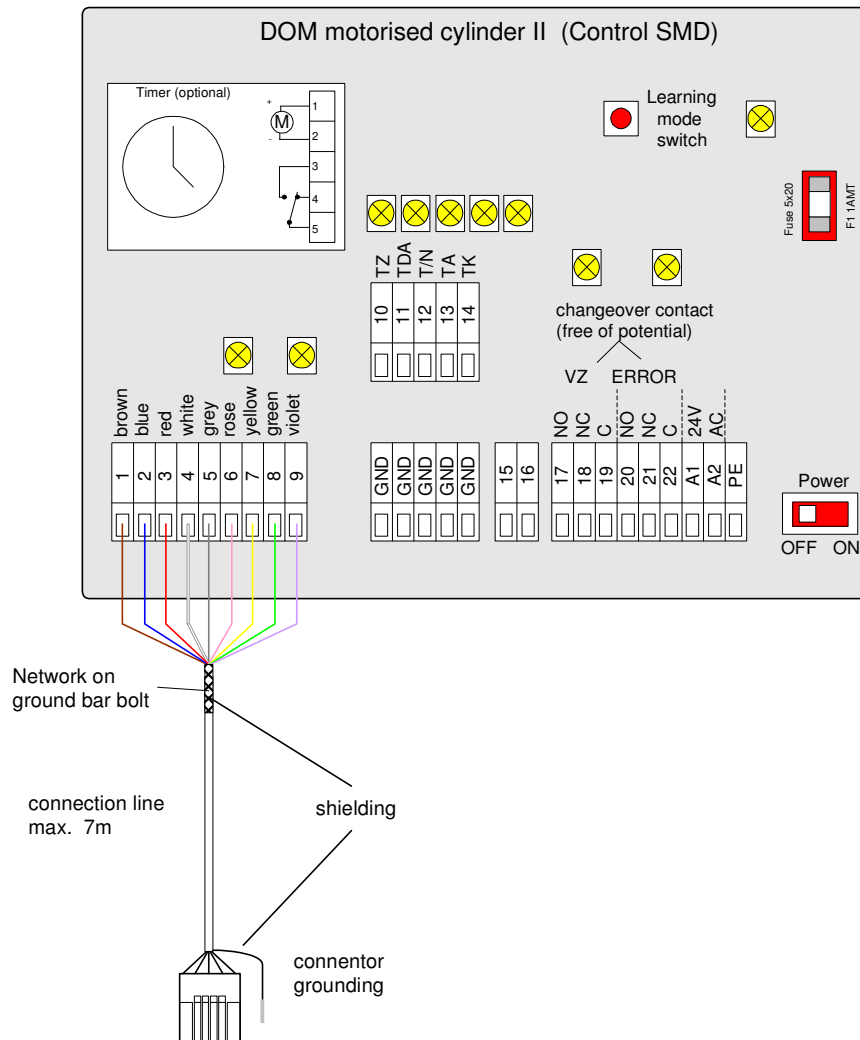 DOM motorised cylinder II (Control SMD)
Timer (optional)
+
M
-
1
2
3
4
5
Learning
mode
switch
Fuse 5x20
F1 1AMT
TZ
TDA
T/N
TA
TK
10
11
12
13
14
changeover contact
(free of potential)
VZ ERROR
brown
blue
red
white
grey
rose
yellow
green
violet
1
2
3
4
5
6
7
8
9
GND
GND
GND
GND
GND
15
16
NO
NC
C
NO
NC
C
24V
AC
17
18
19
20
21
22
A1
A2
PE
Power
OFF ON
Network on
ground bar bolt
connection line
max. 7m
shielding
connentor
grounding